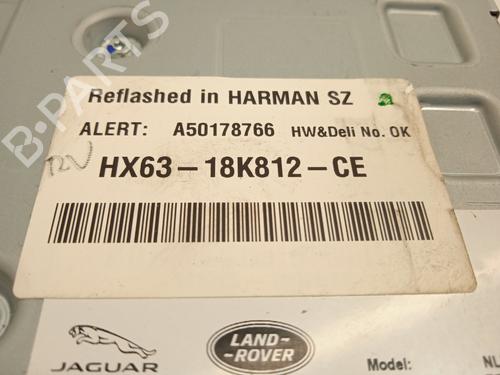 Reflashed in HARMAN SZ
ALERT: A50178766 HW&Deli No. OK
12V
HX63-18K812-CE
JAGUAR
LAND-
-ROVER
Model:
NL
B-PARTS